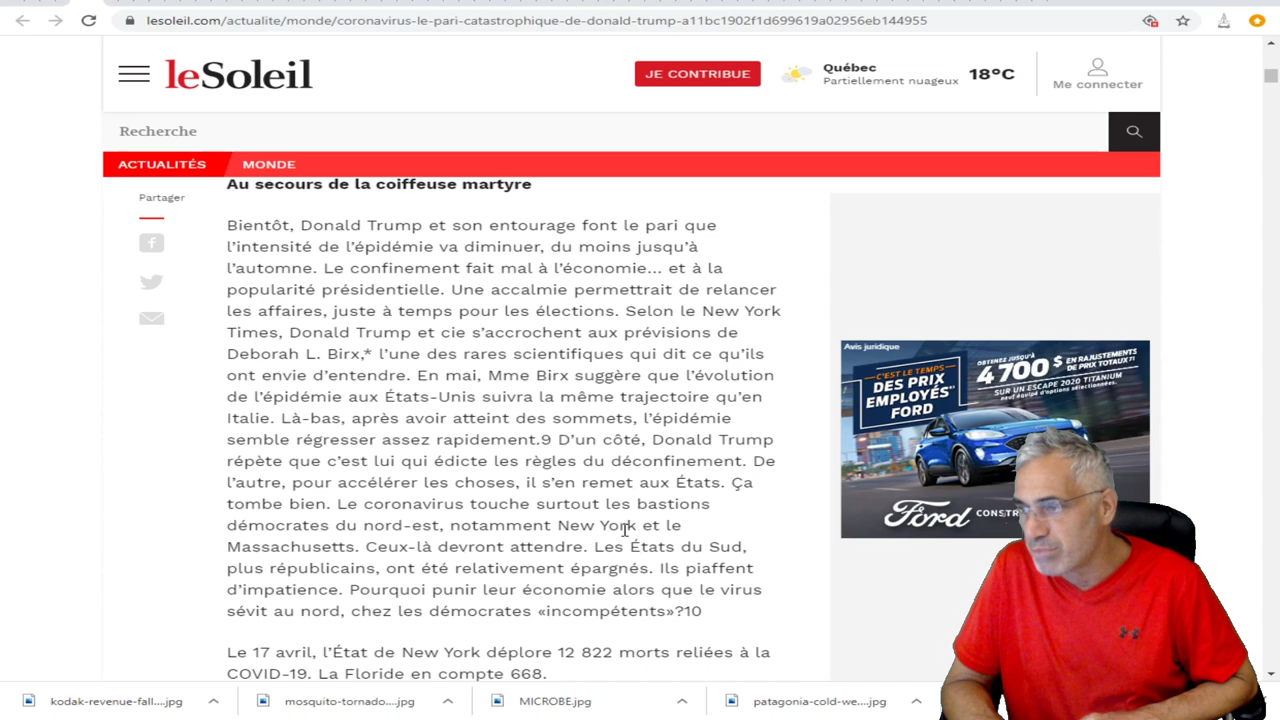 lesoleil.com/actualite/monde/coronavirus-le-pari-catastrophique-de-donald-trump-a11bc1902f1d699619a02956eb144955
leSoleil
JE CONTRIBUE
Québec
Partiellement nuageux
18°C
Me connecter
Recherche
ACTUALITÉS
MONDE
Partager
Au secours de la coiffeuse martyre
Bientôt, Donald Trump et son entourage font le pari que
l’intensité de l’épidémie va diminuer, du moins jusqu’à
l’automne. Le confinement fait mal à l’économie… et à la
popularité présidentielle. Une accalmie permettrait de relancer
les affaires, juste à temps pour les élections. Selon le New York
Times, Donald Trump et cie s’accrochent aux prévisions de
Deborah L. Birx,* l’une des rares scientifiques qui dit ce qu’ils
ont envie d’entendre. En mai, Mme Birx suggère que l’évolution
de l’épidémie aux États-Unis suivra la même trajectoire qu’en
Italie. Là-bas, après avoir atteint des sommets, l’épidémie
semble régresser assez rapidement.9 D’un côté, Donald Trump
répète que c’est lui qui édicte les règles du déconfinement. De
l’autre, pour accélérer les choses, il s’en remet aux États. Ça
tombe bien. Le coronavirus touche surtout les bastions
démocrates du nord-est, notamment New York et le
Massachusetts. Ceux-là devront attendre. Les États du Sud,
plus républicains, ont été relativement épargnés. Ils piaffent
d’impatience. Pourquoi punir leur économie alors que le virus
sévit au nord, chez les démocrates «incompétents»?10
Le 17 avril, l’État de New York déplore 12 822 morts reliées à la
COVID-19. La Floride en compte 668.
Avis juridique
C'EST LE TEMPS
DES PRIX
EMPLOYÉS
FORD
OBTENEZ JUSQU'À
4 700 $ EN RAJUSTEMENTS
DE PRIX TOTAUX
SUR UN ESCAPE 2020 TITANIUM
neuf équipé d'options sélectionnées.
Ford
kodak-revenue-fall....jpg
mosquito-tornado....jpg
MICROBE.jpg
patagonia-cold-we....jpg